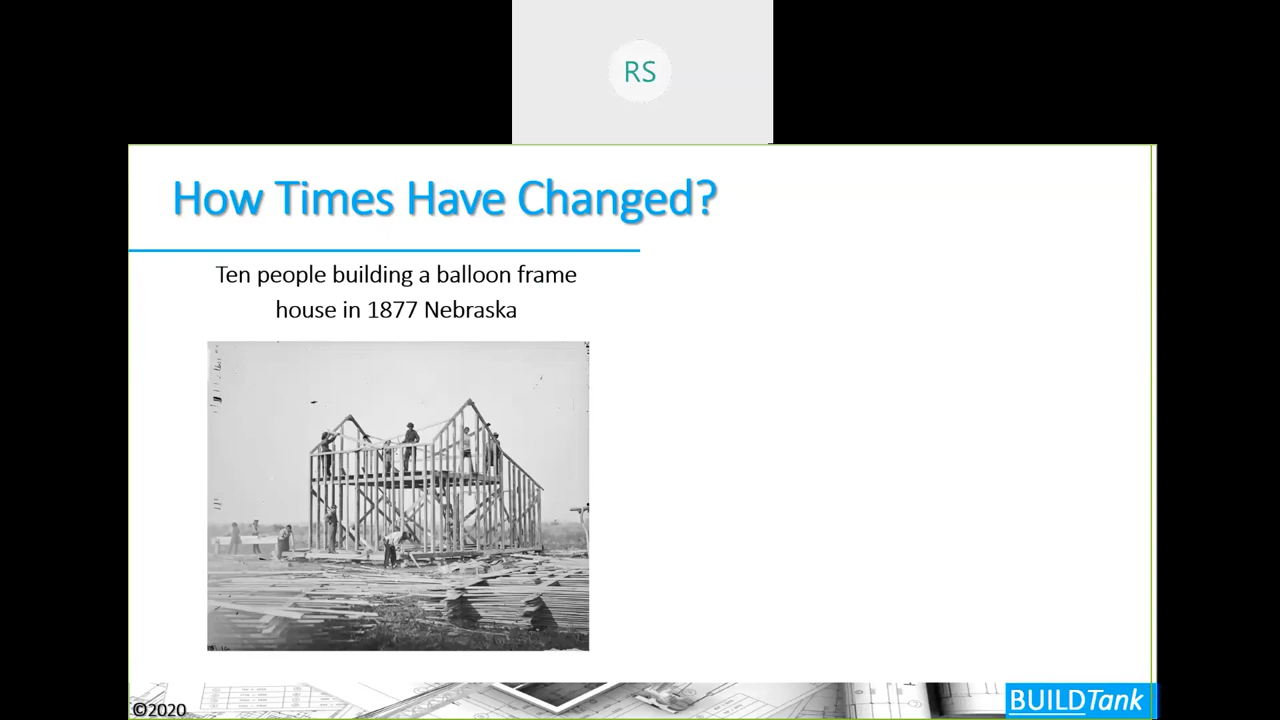 RS
How Times Have Changed?
Ten people building a balloon frame
house in 1877 Nebraska
©2020
BUILDTank